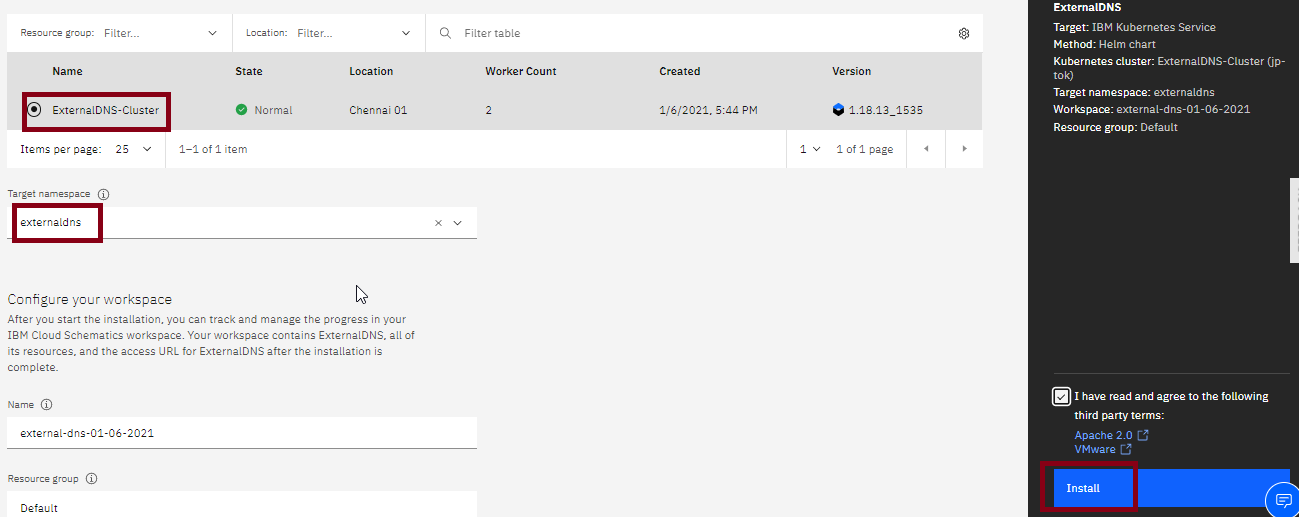 Resource group: Filter... Location: Filter... Filter table
Name State Location Worker Count Created Version
ExternalDNS-Cluster Normal Chennai 01 2 1/6/2021, 5:44 PM 1.18.13_1535
Items per page: 25 1–1 of 1 item 1 1 of 1 page
Target namespace
externaldns
Configure your workspace
After you start the installation, you can track and manage the progress in your
IBM Cloud Schematics workspace. Your workspace contains ExternalDNS, all of
its resources, and the access URL for ExternalDNS after the installation is
complete.
Name
external-dns-01-06-2021
Resource group
Default
ExternalDNS
Target: IBM Kubernetes Service
Method: Helm chart
Kubernetes cluster: ExternalDNS-Cluster (jp-
tok)
Target namespace: externaldns
Workspace: external-dns-01-06-2021
Resource group: Default
I have read and agree to the following
third party terms:
Apache 2.0
VMware
Install